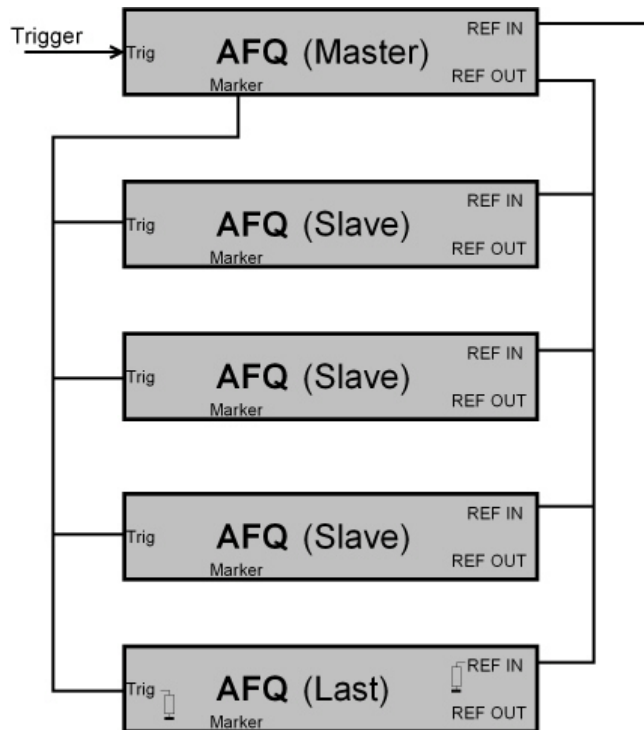 Trigger
Trig
AFQ (Master)
Marker
REF IN
REF OUT
Trig
AFQ (Slave)
Marker
REF IN
REF OUT
Trig
AFQ (Slave)
Marker
REF IN
REF OUT
Trig
AFQ (Slave)
Marker
REF IN
REF OUT
Trig
AFQ (Last)
Marker
REF IN
REF OUT